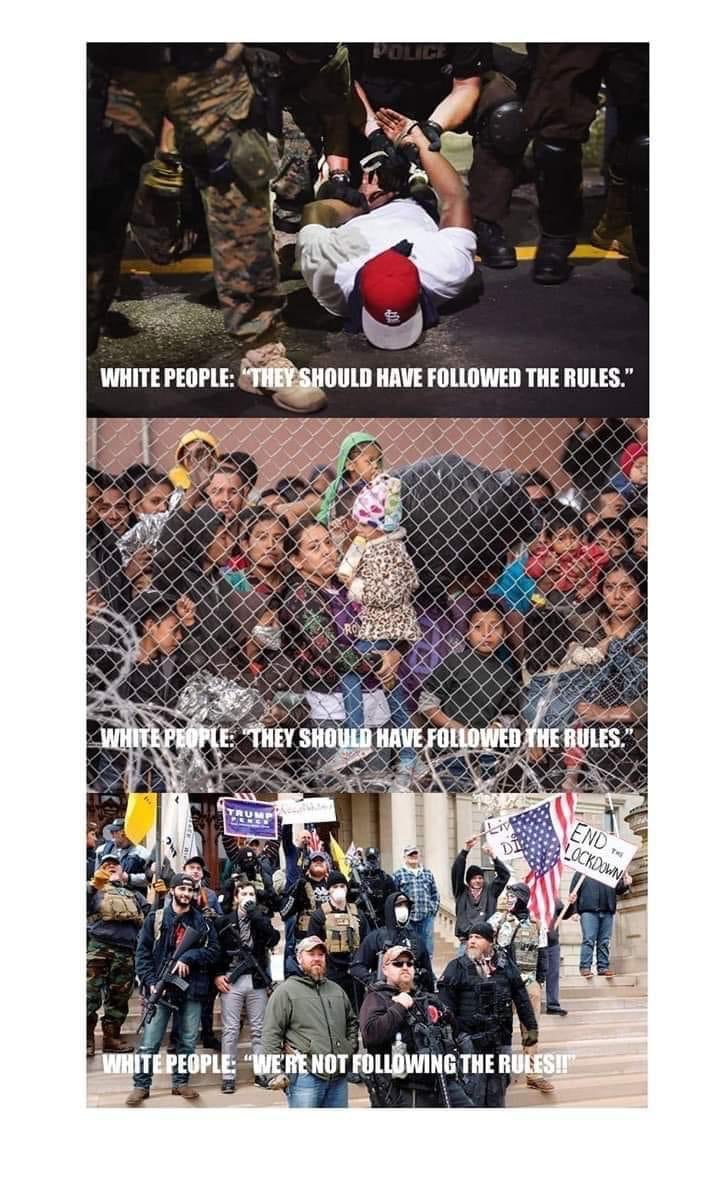 POLICE
WHITE PEOPLE: "THEY SHOULD HAVE FOLLOWED THE RULES."
WHITE PEOPLE: "THEY SHOULD HAVE FOLLOWED THE RULES."
TRUMP
PENCE
END THE
LOCKDOWN
WHITE PEOPLE: "WE'RE NOT FOLLOWING THE RULES!!"